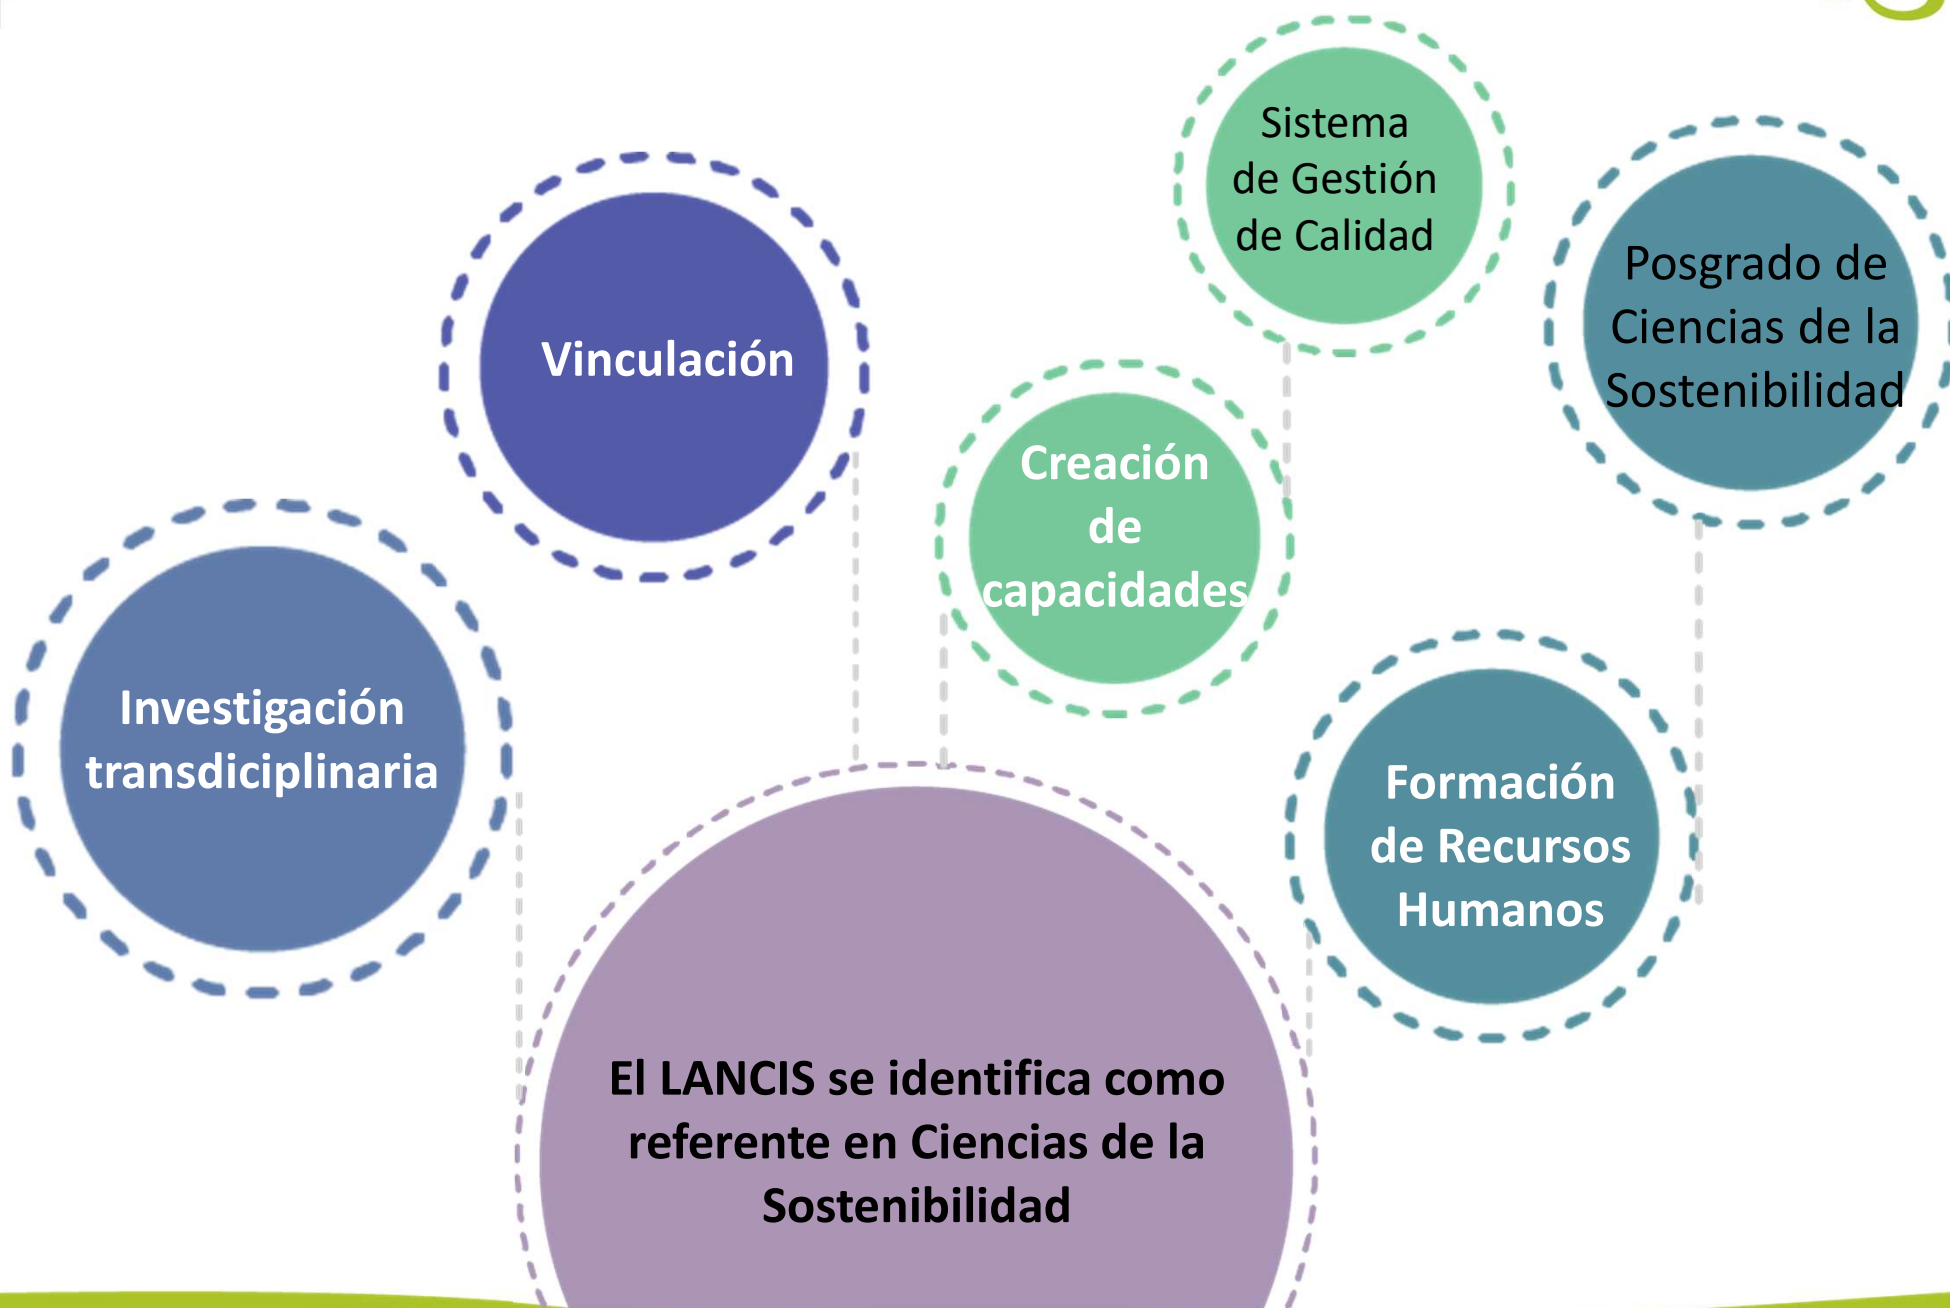 Sistema
de Gestión
de Calidad
Posgrado de
Ciencias de la
Sostenibilidad
Vinculación
Creación
de
capacidades
Investigación
transdiciplinaria
Formación
de Recursos
Humanos
El LANCIS se identifica como
referente en Ciencias de la
Sostenibilidad